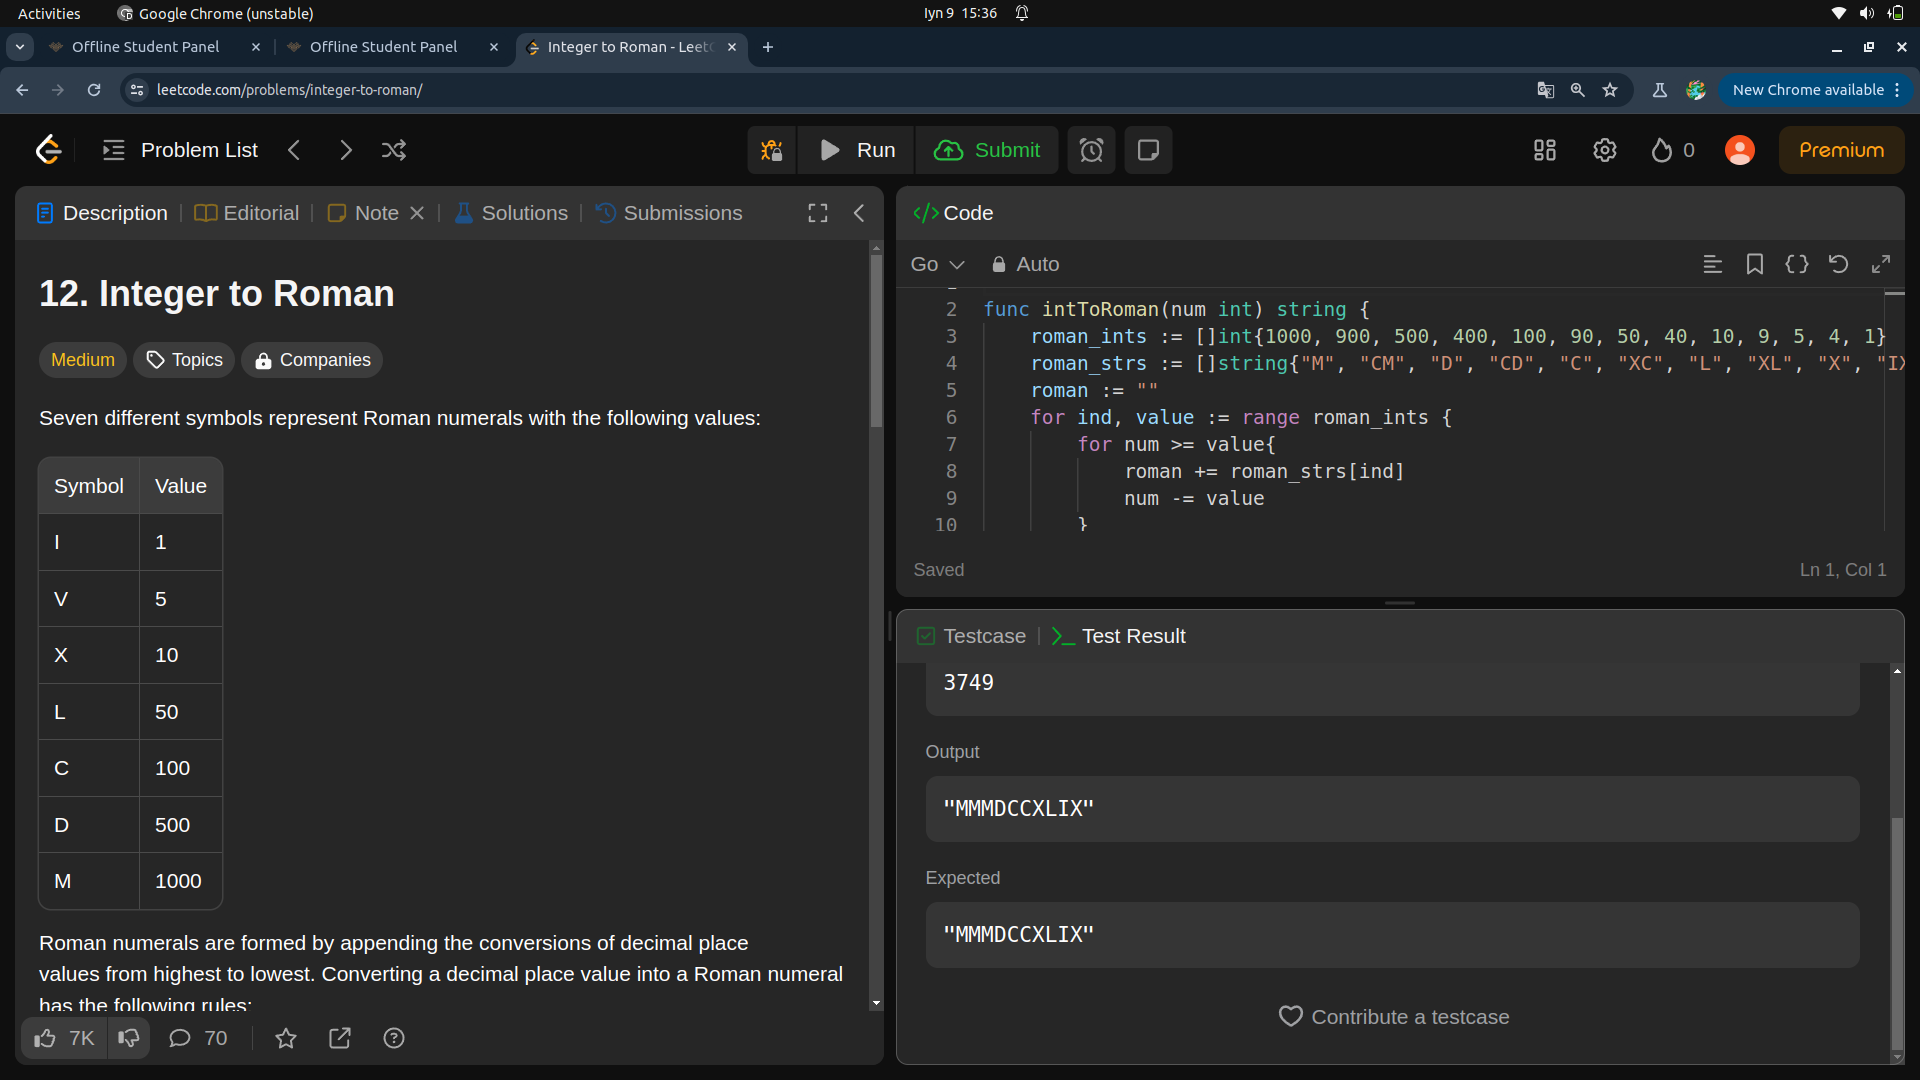 Activities
Google Chrome (unstable)
Iyn 9 15:36
Offline Student Panel
Offline Student Panel
Integer to Roman - Leet
leetcode.com/problems/integer-to-roman/
New Chrome available
Problem List
Run
Submit
0
Premium
Description
Editorial
Note
Solutions
Submissions
12. Integer to Roman
Medium
Topics
Companies
Seven different symbols represent Roman numerals with the following values:
Symbol Value
I 1
V 5
X 10
L 50
C 100
D 500
M 1000
Roman numerals are formed by appending the conversions of decimal place
values from highest to lowest. Converting a decimal place value into a Roman numeral
has the following rules:
7K
70
Code
Go
Auto
2 func intToRoman(num int) string {
3 roman_ints := []int{1000, 900, 500, 400, 100, 90, 50, 40, 10, 9, 5, 4, 1}
4 roman_strs := []string{"M", "CM", "D", "CD", "C", "XC", "L", "XL", "X", "IX
5 roman := ""
6 for ind, value := range roman_ints {
7 for num >= value{
8 roman += roman_strs[ind]
9 num -= value
10 }
Saved
Ln 1, Col 1
Testcase
Test Result
3749
Output
"MMMDCCXLIX"
Expected
"MMMDCCXLIX"
Contribute a testcase